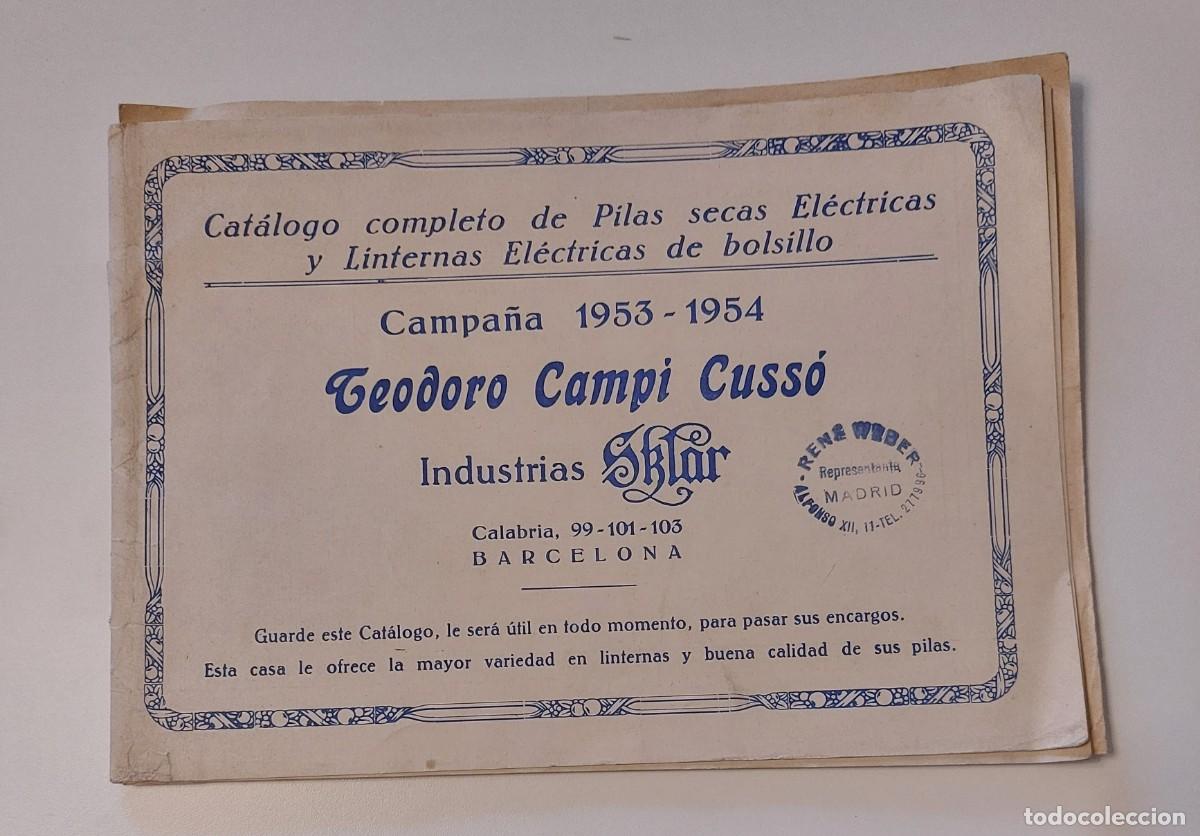 Catálogo completo de Pilas secas Eléctricas
y Linternas Eléctricas de bolsillo
Campaña 1953 - 1954
Teodoro Campi Cussó
Industrias Sklar
Calabria, 99-101-103
BARCELONA
RENE WEBER
Representante
MADRID
ALFONSO XII, 11-TEL. 277996
Guarde este Catálogo, le será útil en todo momento, para pasar sus encargos.
Esta casa le ofrece la mayor variedad en linternas y buena calidad de sus pilas.
todocoleccion